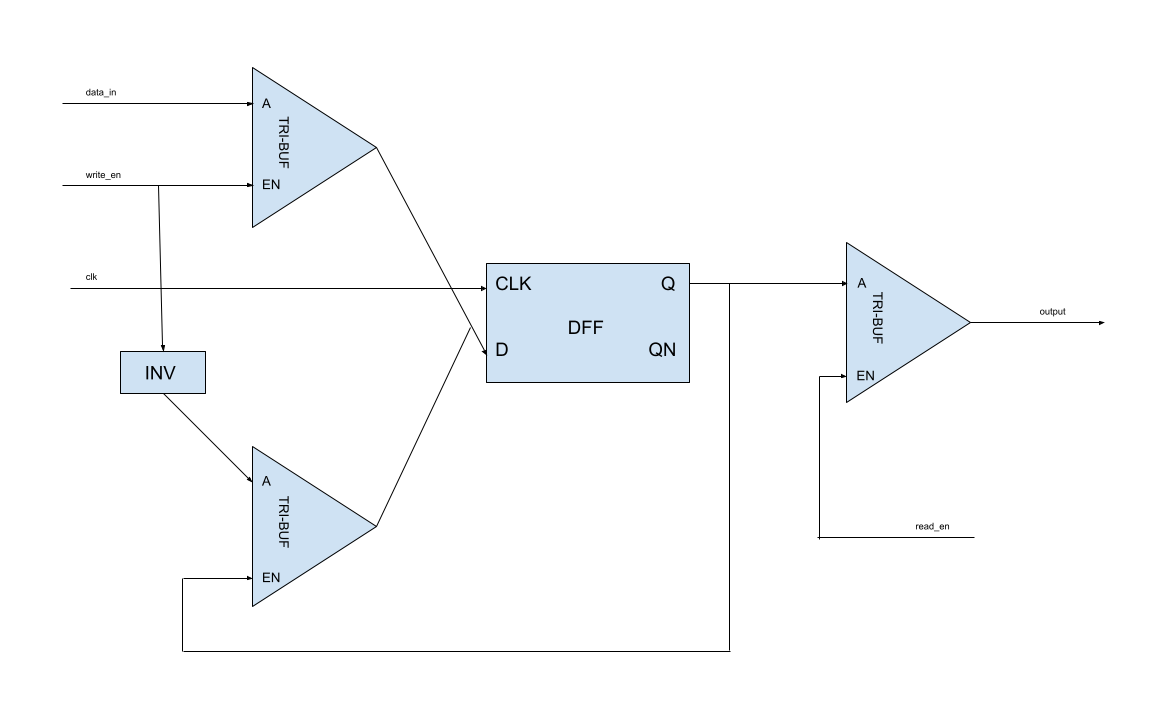 data_in
A
TRI-BUF
write_en
EN
clk
CLK
Q
DFF
D
QN
A
TRI-BUF
EN
output
INV
A
TRI-BUF
EN
read_en